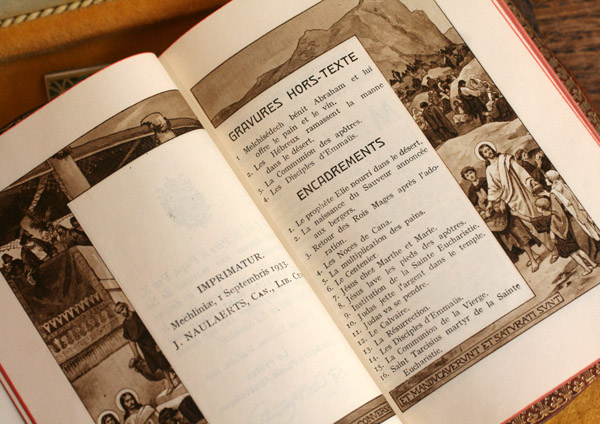 IMPRIMATUR.
Mechliniæ, 1 Septembris 1933.
J. NAULAERTS, Can., Lib.
CONVERS
GRAVURES HORS-TEXTE
1. Melchisédech bénit Abraham et lui
offre le pain et le vin.
2. Les Hébreux ramassent la manne
dans le désert.
3. La Communion des apôtres.
4. Les Disciples d'Emmaüs.
ENCADREMENTS
1. Le prophète Elie nourri dans le désert.
2. La naissance du Sauveur annoncée
aux bergers.
3. Retour des Rois Mages après l'ado-
ration.
4. Les Noces de Cana.
5. La multiplication des pains.
6. Le Centenier.
7. Jésus chez Marthe et Marie.
8. Jésus lave les pieds des apôtres.
9. Institution de la Sainte Eucharistie.
10. Judas jette l'argent dans le temple.
11. Judas va se pendre.
12. Le Calvaire.
13. La Résurrection.
14. Les Disciples d'Emmaüs.
15. La Communion de la Vierge.
16. Saint Tarcisius martyr de la Sainte
Eucharistie.
ET MANDVCAVERVNT ET SATVRATI SVNT